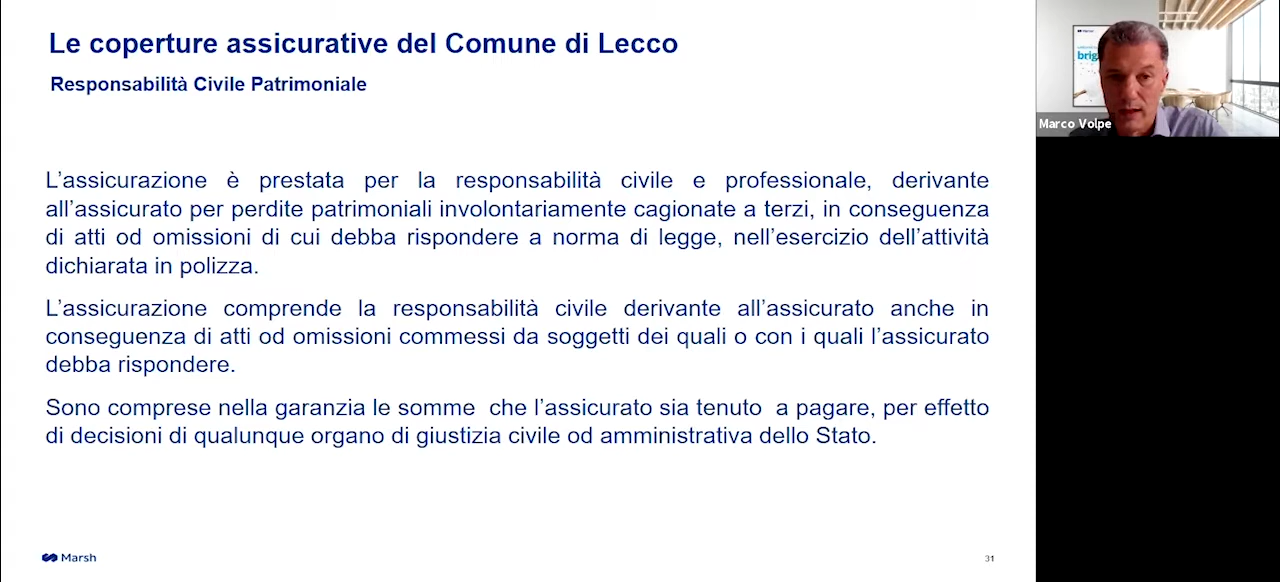 Le coperture assicurative del Comune di Lecco
Responsabilità Civile Patrimoniale
L’assicurazione è prestata per la responsabilità civile e professionale, derivante
all’assicurato per perdite patrimoniali involontariamente cagionate a terzi, in conseguenza
di atti od omissioni di cui debba rispondere a norma di legge, nell’esercizio dell’attività
dichiarata in polizza.
L’assicurazione comprende la responsabilità civile derivante all’assicurato anche in
conseguenza di atti od omissioni commessi da soggetti dei quali o con i quali l’assicurato
debba rispondere.
Sono comprese nella garanzia le somme che l’assicurato sia tenuto a pagare, per effetto
di decisioni di qualunque organo di giustizia civile od amministrativa dello Stato.
Marsh
31
Marco Volpe